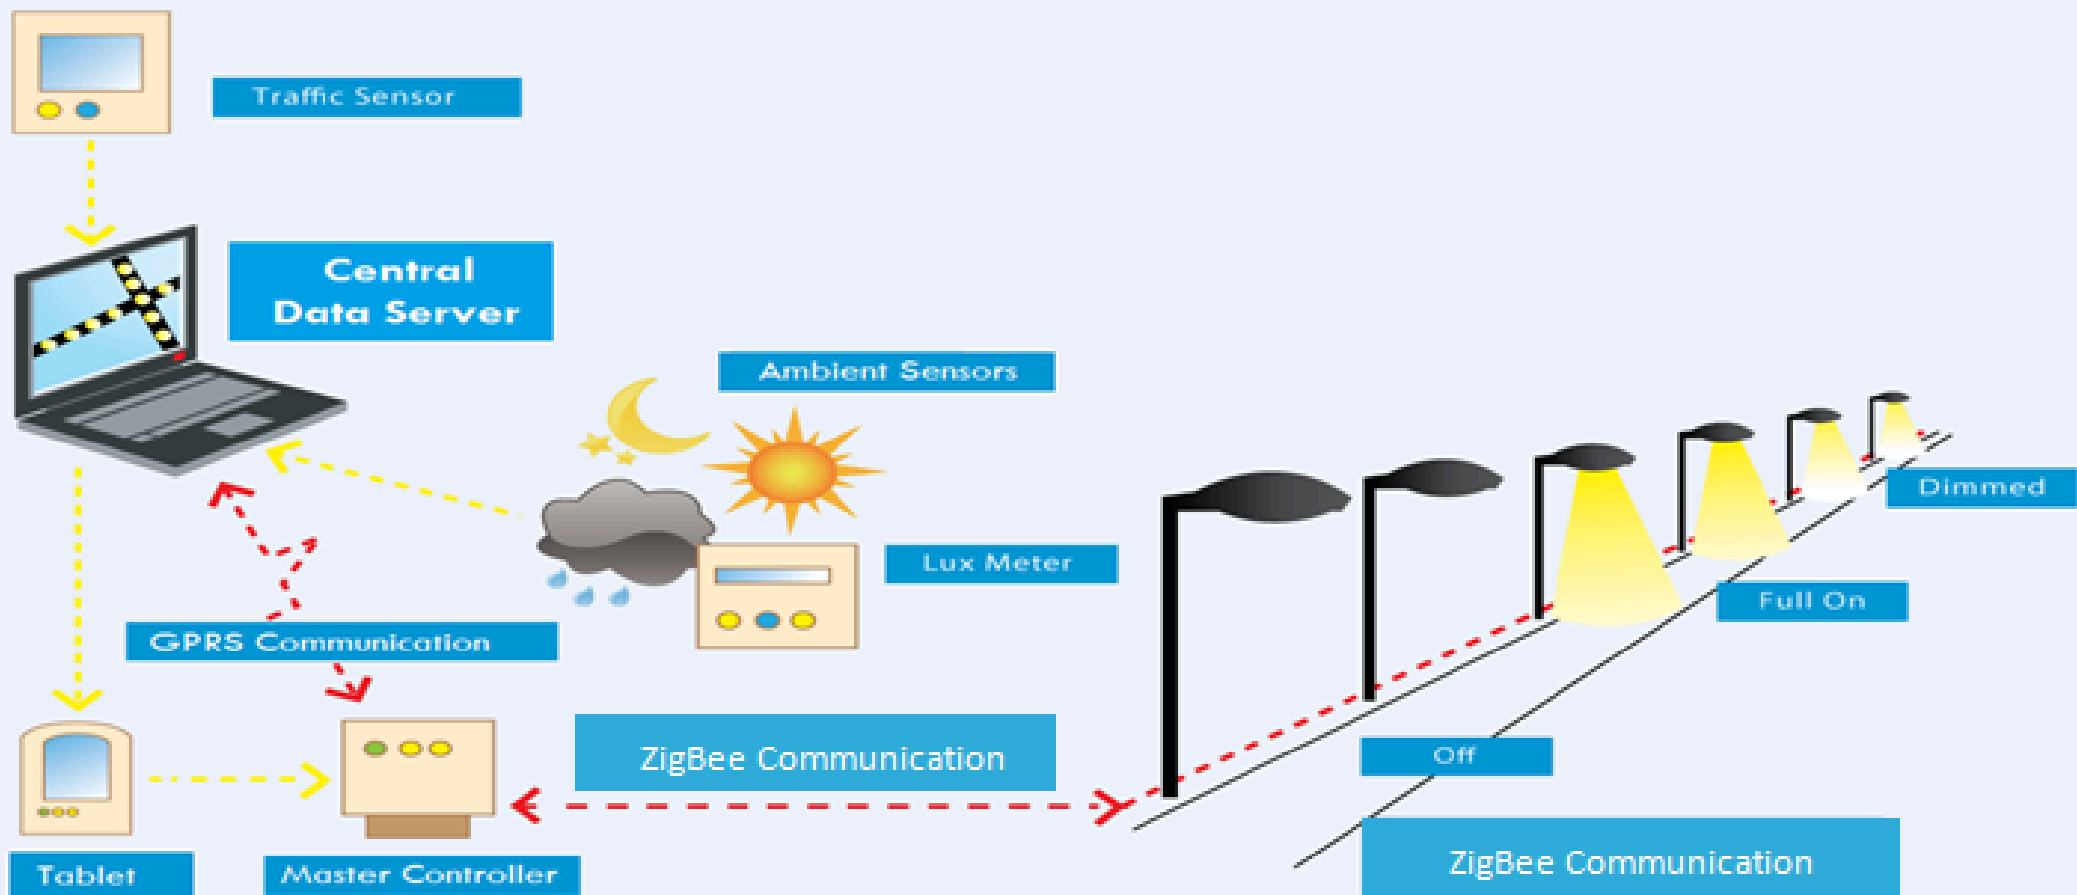 Traffic Sensor
Central
Data Server
Ambient Sensors
Lux Meter
Dimmed
Full On
GPRS Communication
ZigBee Communication
Off
Tablet
Master Controller
ZigBee Communication